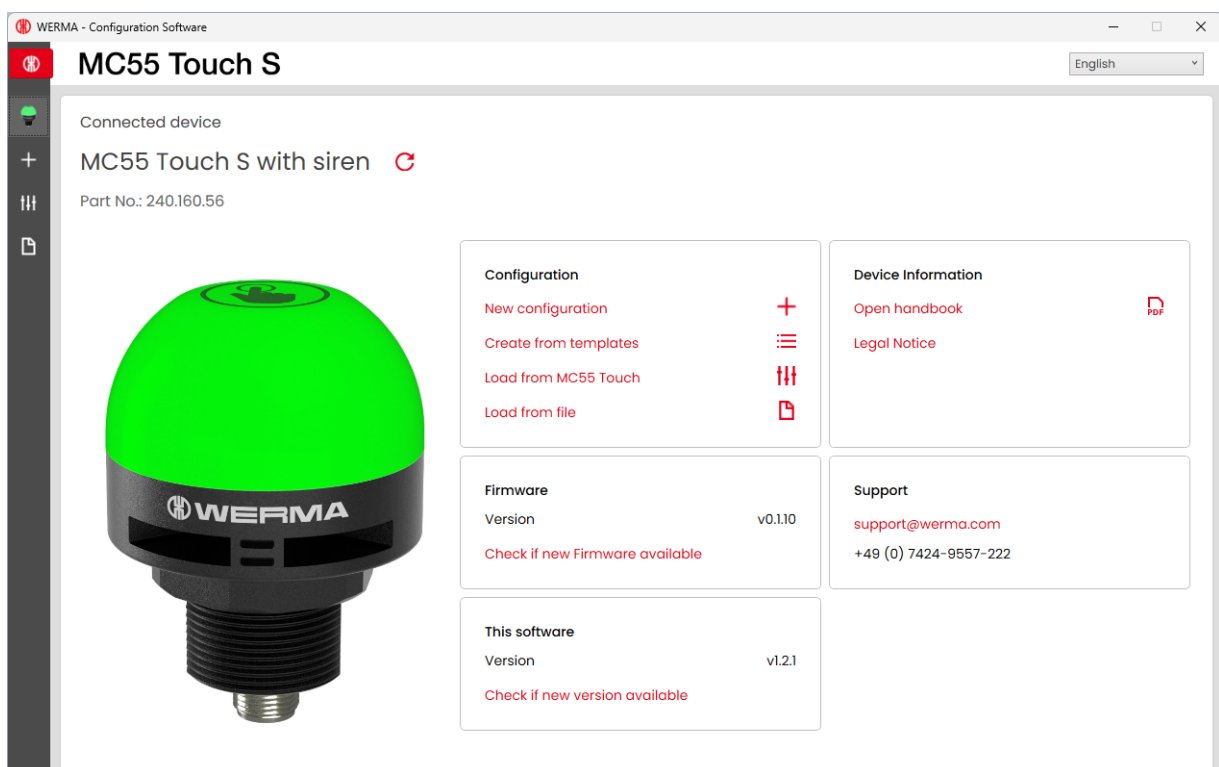 WERMA - Configuration Software
MC55 Touch S
English
Connected device
MC55 Touch S with siren
Part No.: 240.160.56
WERMA
Configuration
New configuration
Create from templates
Load from MC55 Touch
Load from file
Device Information
Open handbook
PDF
Legal Notice
Firmware
Version v0.1.10
Check if new Firmware available
Support
support@werma.com
+49 (0) 7424-9557-222
This software
Version v1.2.1
Check if new version available